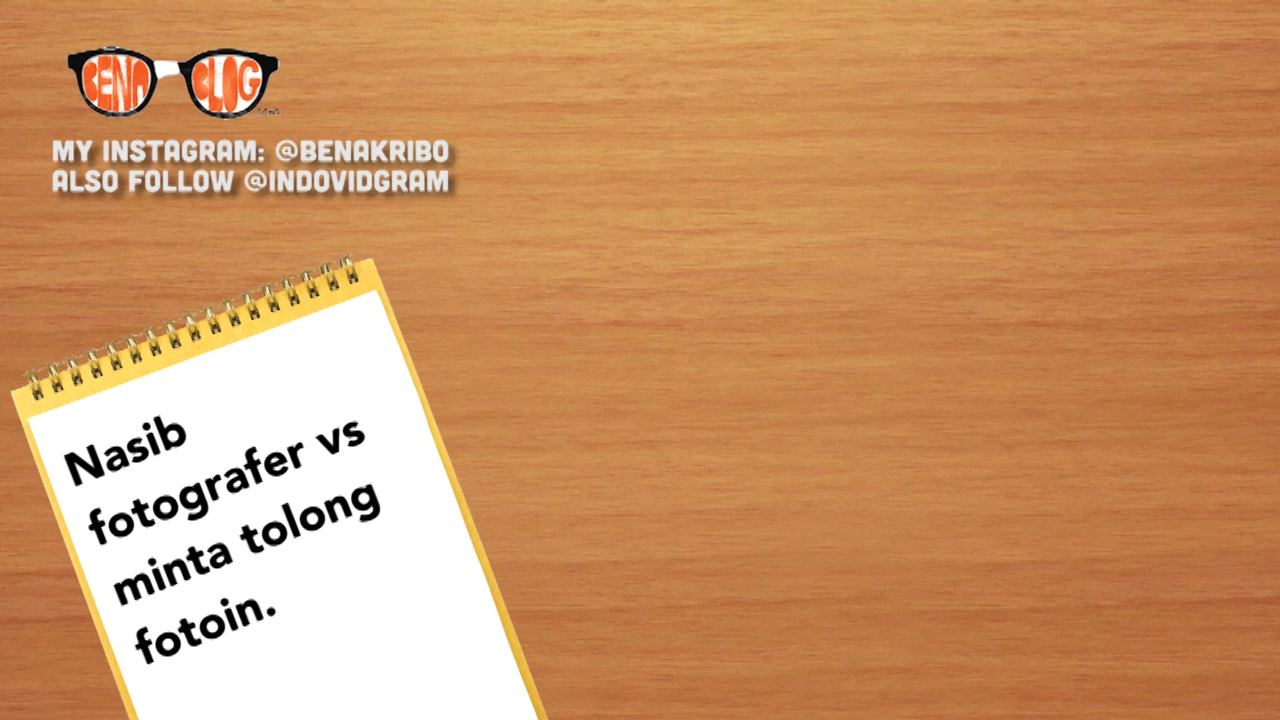 BENA BLOG
MY INSTAGRAM: @BENAKRIBO
ALSO FOLLOW @INDOVIDGRAM
Nasib
fotografer vs
minta tolong
fotoin.